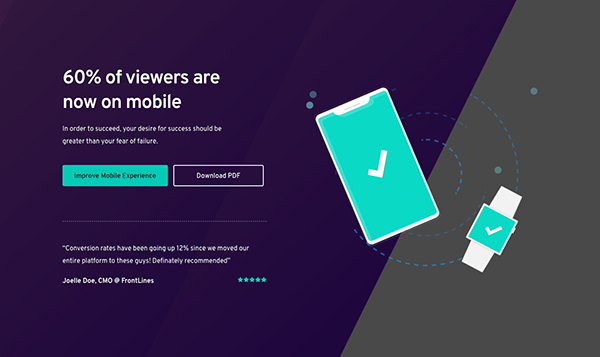 60% of viewers are
now on mobile
In order to succeed, your desire for success should be
greater than your fear of failure.
Improve Mobile Experience
Download PDF
“Conversion rates have been going up 12% since we moved our
entire platform to these guys! Definately recommended”
Joelle Doe, CMO @ FrontLines